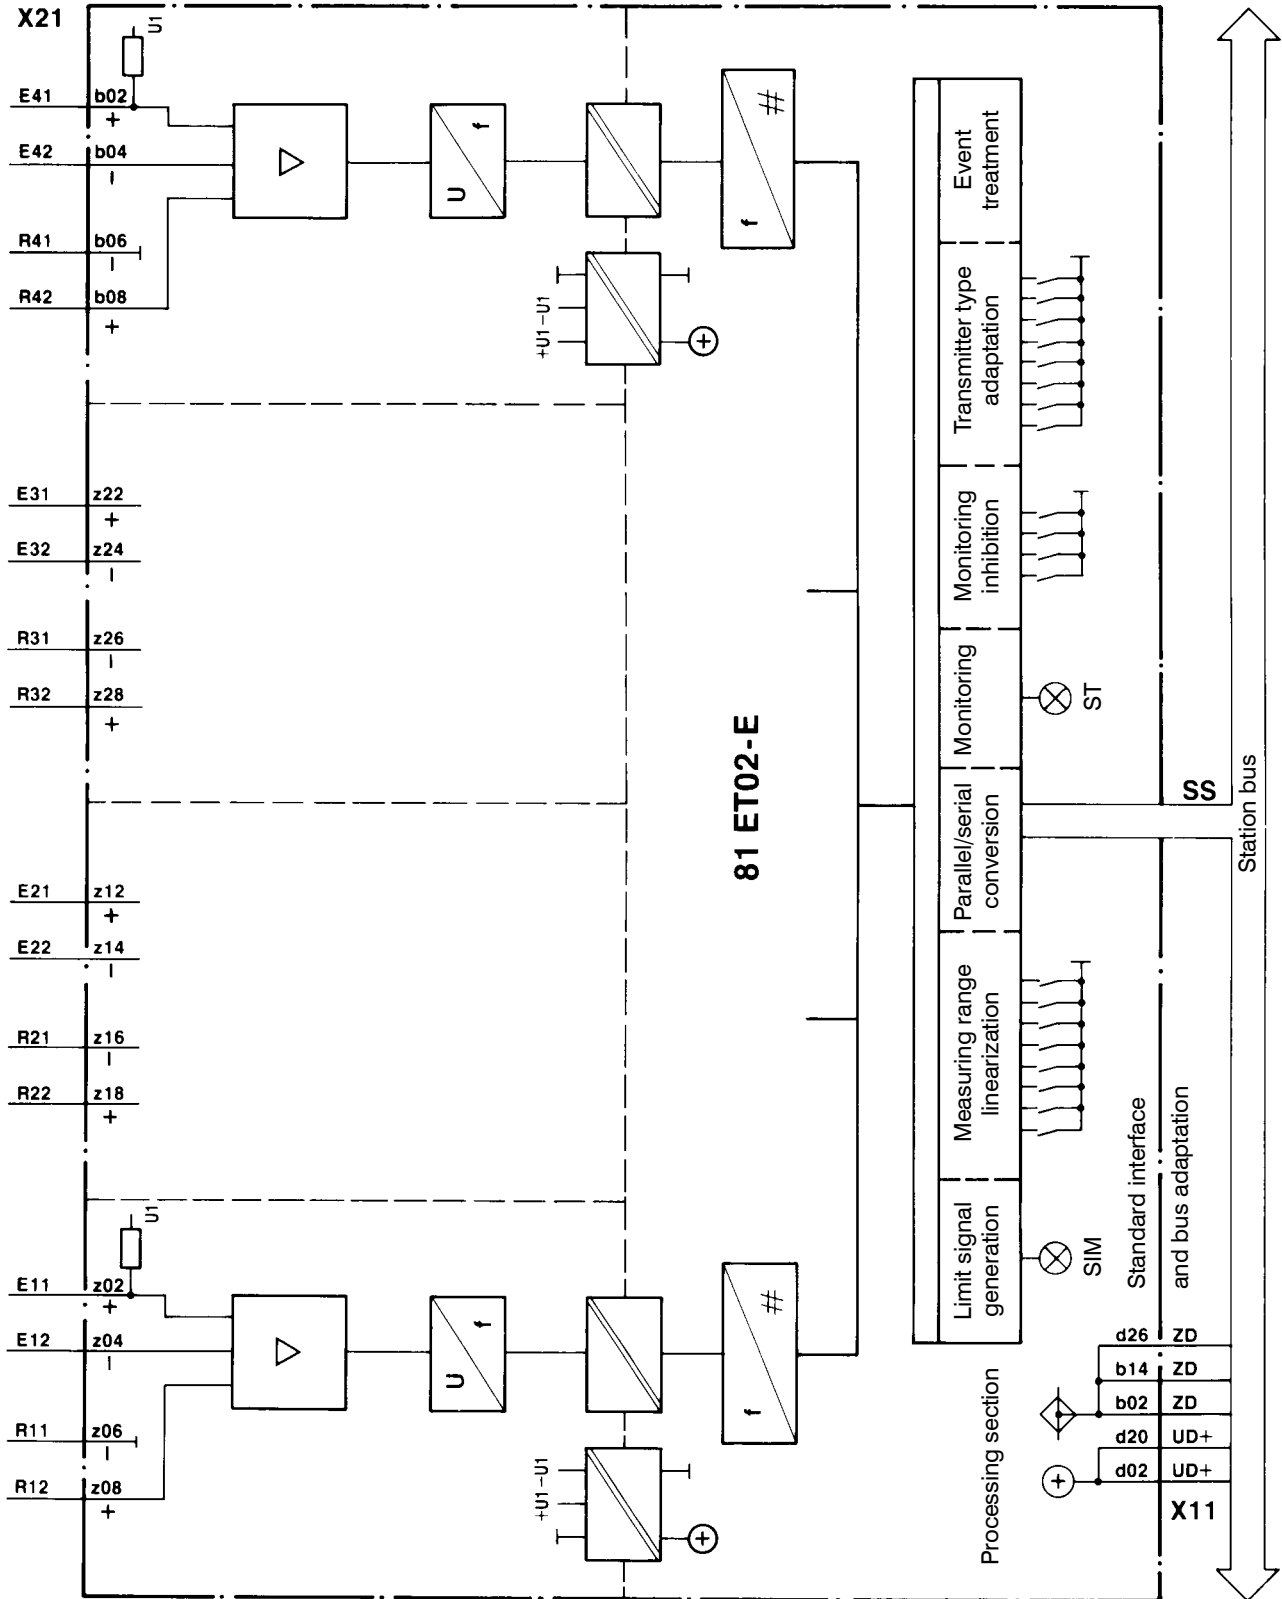 X21
U1
E41 b02
+
E42 b04
−
R41 b06
−
R42 b08
+
U
f
f
#
+U1 −U1
+
E31 z22
+
E32 z24
−
R31 z26
−
R32 z28
+
E21 z12
+
E22 z14
−
R21 z16
−
R22 z18
+
U1
E11 z02
+
E12 z04
−
R11 z06
−
R12 z08
+
U
f
f
#
+U1 −U1
+
81 ET02-E
Event
treatment
Transmitter type
adaptation
Monitoring
inhibition
Monitoring
Parallel/serial
conversion
Measuring range
linearization
Limit signal
generation
ST
SIM
SS
Station bus
Standard interface
and bus adaptation
Processing section
d26 ZD
b14 ZD
b02 ZD
d20 UD+
d02 UD+
+
X11